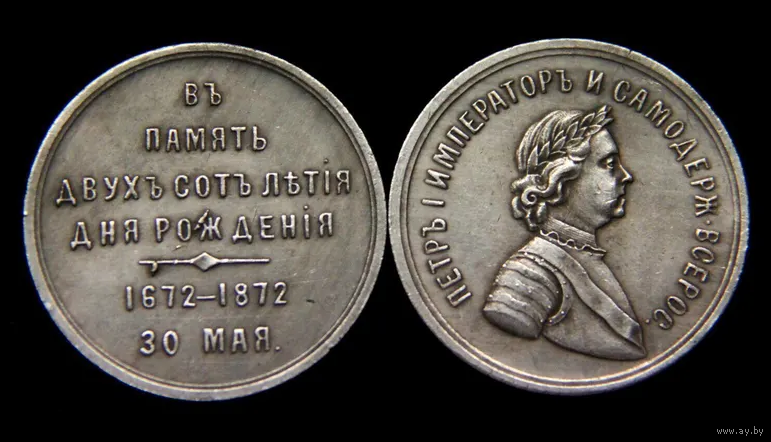 ВЪ
ПАМЯТЬ
ДВУХЪ СОТЪ ЛѢТІЯ
ДНЯ РОЖДЕНІЯ
1672-1872
30 МАЯ.
ПЕТРЪ I ИМПЕРАТОРЪ И САМОДЕРЖ. ВСЕРОС.
www.ay.by